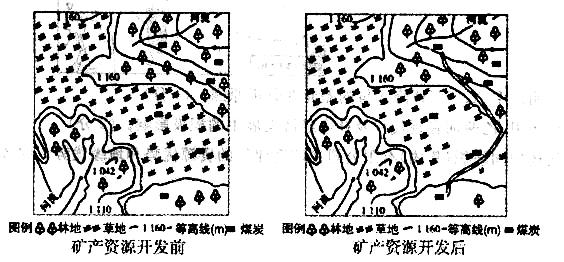 1160
河流
1160
1042
河流
1110
图例 林地 草地 1160 等高线(m) 煤炭
矿产资源开发前
1160
河流
1160
1042
河流
1110
图例 林地 草地 1160 等高线(m) 煤炭
矿产资源开发后